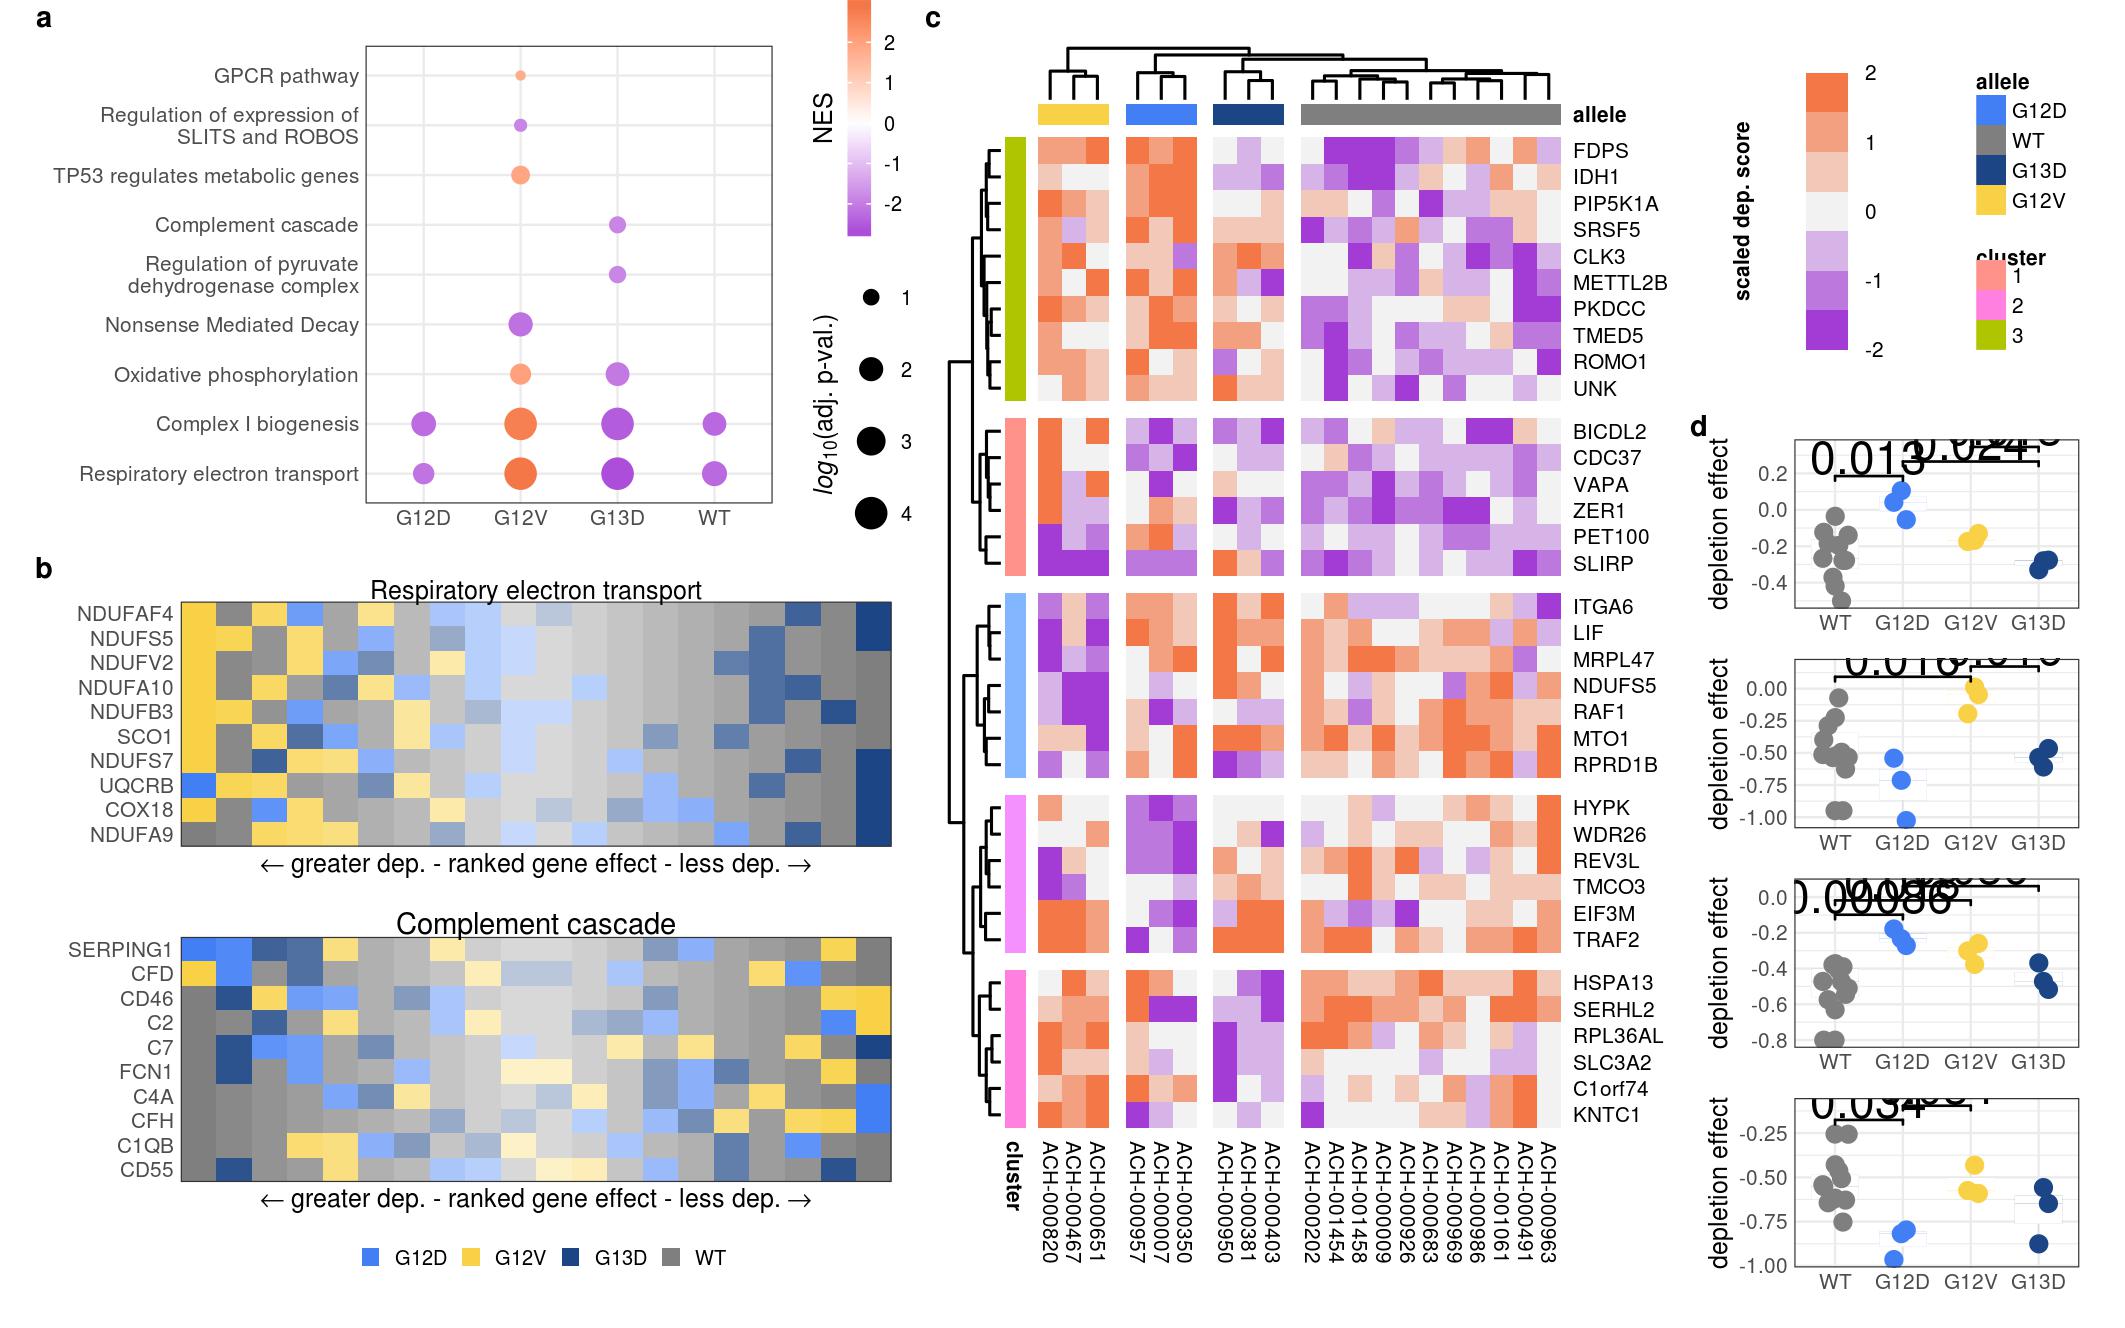 a
GPCR pathway
Regulation of expression of
SLITS and ROBOS
TP53 regulates metabolic genes
Complement cascade
Regulation of pyruvate
dehydrogenase complex
Nonsense Mediated Decay
Oxidative phosphorylation
Complex I biogenesis
Respiratory electron transport
G12D G12V G13D WT
NES
2
1
0
-1
-2
log10(adj. p-val.)
1
2
3
4
b
Respiratory electron transport
NDUFAF4
NDUFS5
NDUFV2
NDUFA10
NDUFB3
SCO1
NDUFS7
UQCRB
COX18
NDUFA9
← greater dep. - ranked gene effect - less dep. →
Complement cascade
SERPING1
CFD
CD46
C2
C7
FCN1
C4A
CFH
C1QB
CD55
← greater dep. - ranked gene effect - less dep. →
G12D G12V G13D WT
c
allele
FDPS
IDH1
PIP5K1A
SRSF5
CLK3
METTL2B
PKDCC
TMED5
ROMO1
UNK
BICDL2
CDC37
VAPA
ZER1
PET100
SLIRP
ITGA6
LIF
MRPL47
NDUFS5
RAF1
MTO1
RPRD1B
HYPK
WDR26
REV3L
TMCO3
EIF3M
TRAF2
HSPA13
SERHL2
RPL36AL
SLC3A2
C1orf74
KNTC1
cluster
ACH-000820
ACH-000467
ACH-000651
ACH-000957
ACH-000007
ACH-000350
ACH-000950
ACH-000381
ACH-000403
ACH-000202
ACH-001454
ACH-001458
ACH-000009
ACH-000926
ACH-000683
ACH-000969
ACH-000986
ACH-001061
ACH-000491
ACH-000963
scaled dep. score
2
1
0
-1
-2
allele
G12D
WT
G13D
G12V
cluster
1
2
3
d
depletion effect
0.013
0.024
0.2
0.0
-0.2
-0.4
WT G12D G12V G13D
depletion effect
0.016
0.00
-0.25
-0.50
-0.75
-1.00
WT G12D G12V G13D
depletion effect
0.00086
0.0
-0.2
-0.4
-0.6
-0.8
WT G12D G12V G13D
depletion effect
0.034
-0.25
-0.50
-0.75
-1.00
WT G12D G12V G13D